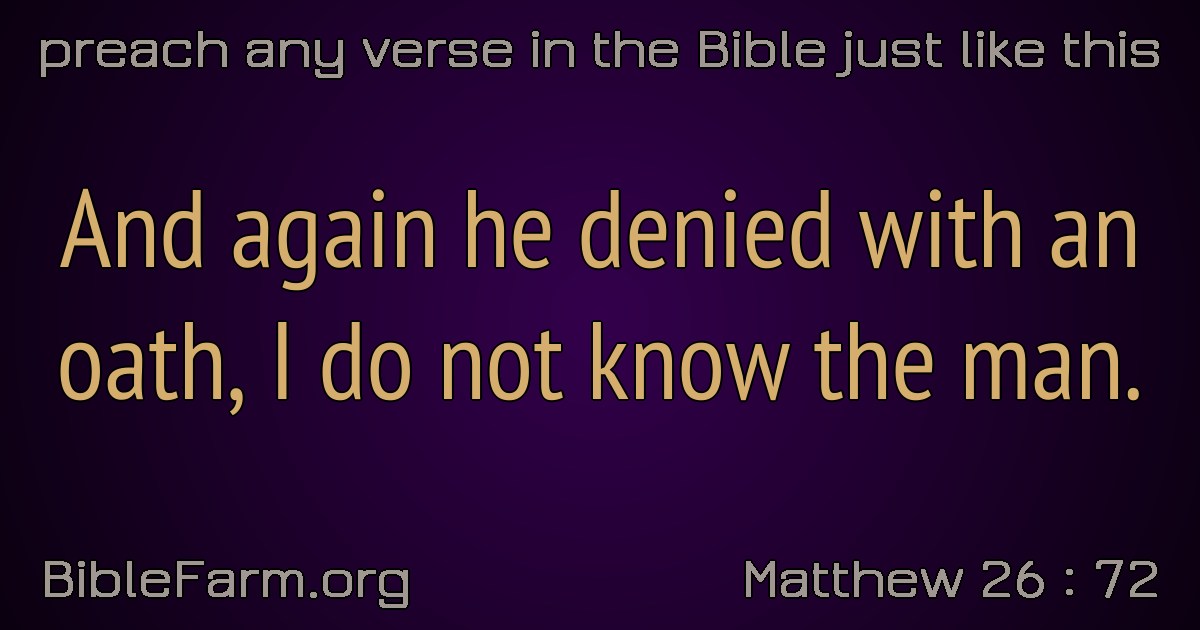 preach any verse in the Bible just like this
And again he denied with an
oath, I do not know the man.
BibleFarm.org
Matthew 26 : 72